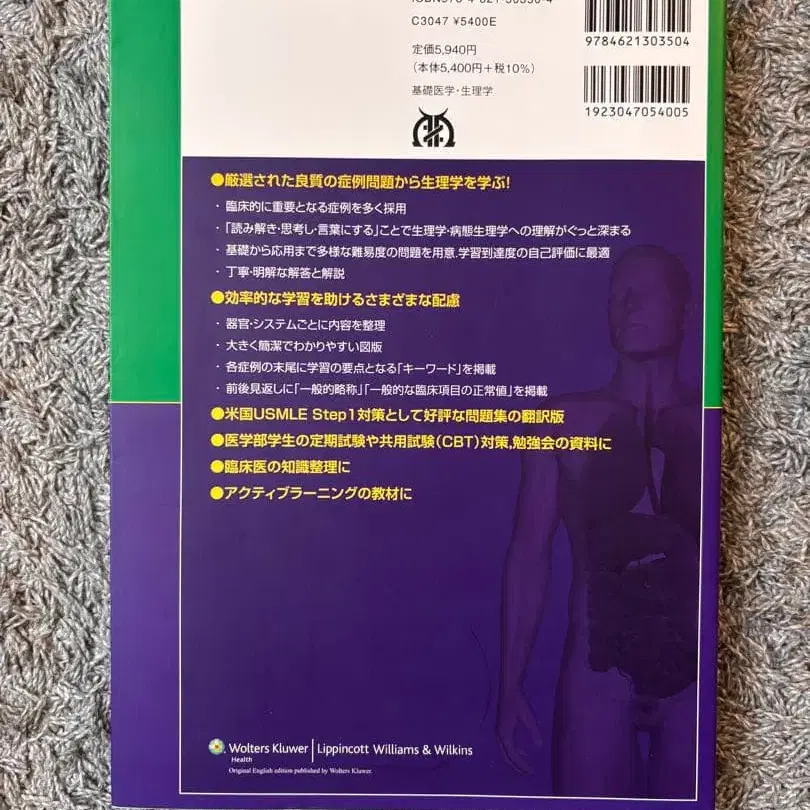 C3047 ¥5400E
9784621303504
定価5,940円
（本体5,400円＋税10%）
基礎医学・生理学
1923047054005
●厳選された良質の症例問題から生理学を学ぶ！
・臨床的に重要となる症例を多く採用
・「読み解き・思考し・言葉にする」ことで生理学・病態生理学への理解がぐっと深まる
・基礎から応用まで多様な難易度の問題を用意．学習到達度の自己評価に最適
・丁寧・明解な解答と解説
●効率的な学習を助けるさまざまな配慮
・器官・システムごとに内容を整理
・大きく簡潔でわかりやすい図版
・各症例の末尾に学習の要点となる「キーワード」を掲載
・前後見返しに「一般的略称」「一般的な臨床項目の正常値」を掲載
●米国USMLE Step1対策として好評な問題集の翻訳版
●医学部学生の定期試験や共用試験（CBT）対策，勉強会の資料に
●臨床医の知識整理に
●アクティブラーニングの教材に
Wolters Kluwer | Lippincott Williams & Wilkins
Health
Original English edition published by Wolters Kluwer.